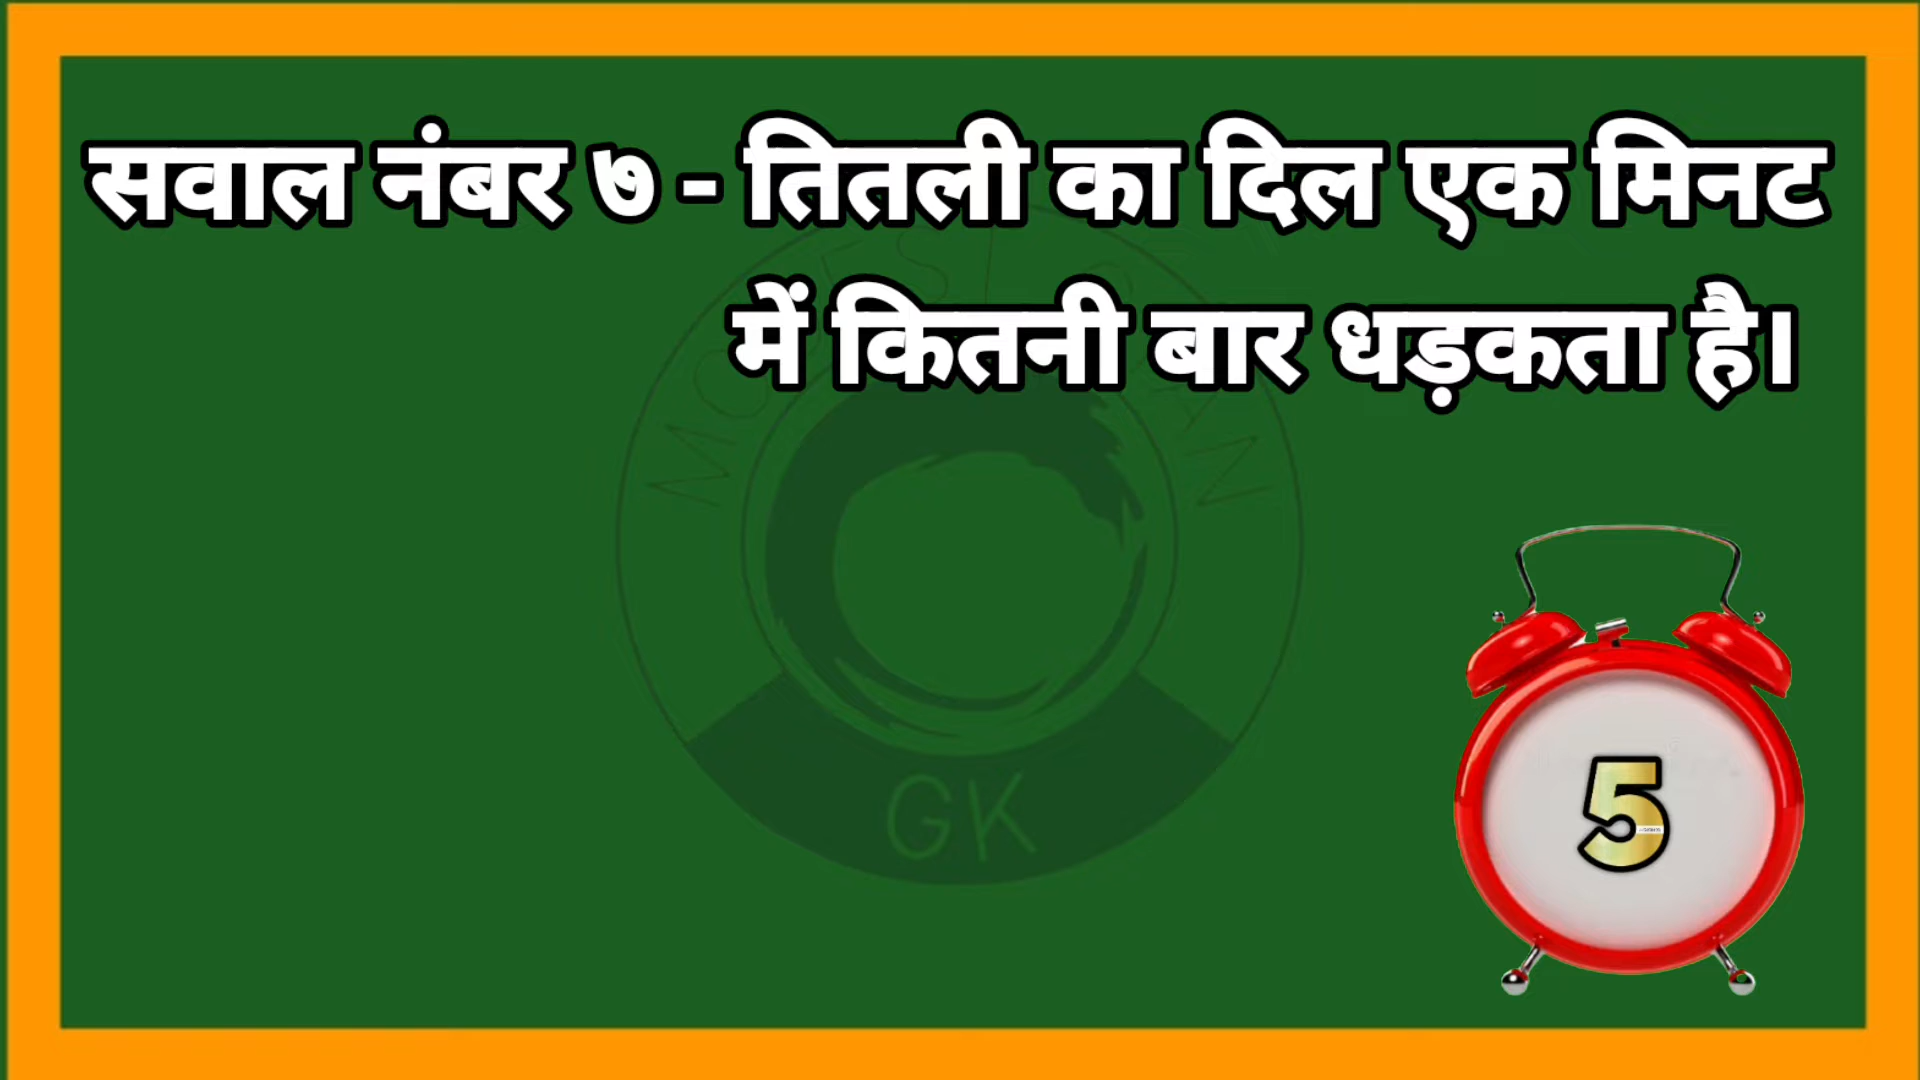 सवाल नंबर ७ - तितली का दिल एक मिनट
में कितनी बार धड़कता है।
5
GK